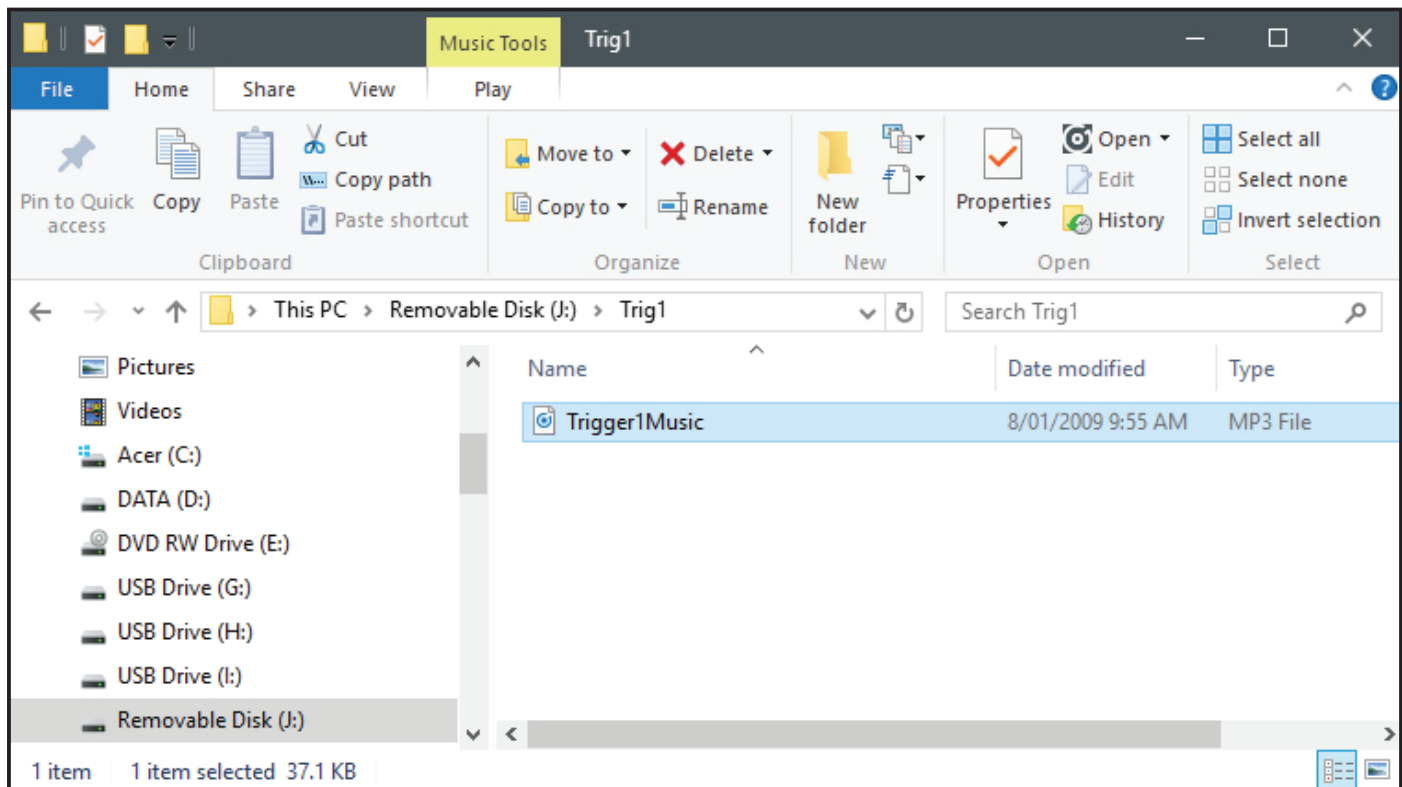 Music Tools Trig1
File Home Share View Play
Pin to Quick access
Copy
Paste
Cut
Copy path
Paste shortcut
Clipboard
Move to
Copy to
Delete
Rename
Organize
New folder
New
Properties
Open
Edit
History
Open
Select all
Select none
Invert selection
Select
This PC > Removable Disk (J:) > Trig1
Search Trig1
Name Date modified Type
Trigger1Music 8/01/2009 9:55 AM MP3 File
Pictures
Videos
Acer (C:)
DATA (D:)
DVD RW Drive (E:)
USB Drive (G:)
USB Drive (H:)
USB Drive (I:)
Removable Disk (J:)
1 item 1 item selected 37.1 KB